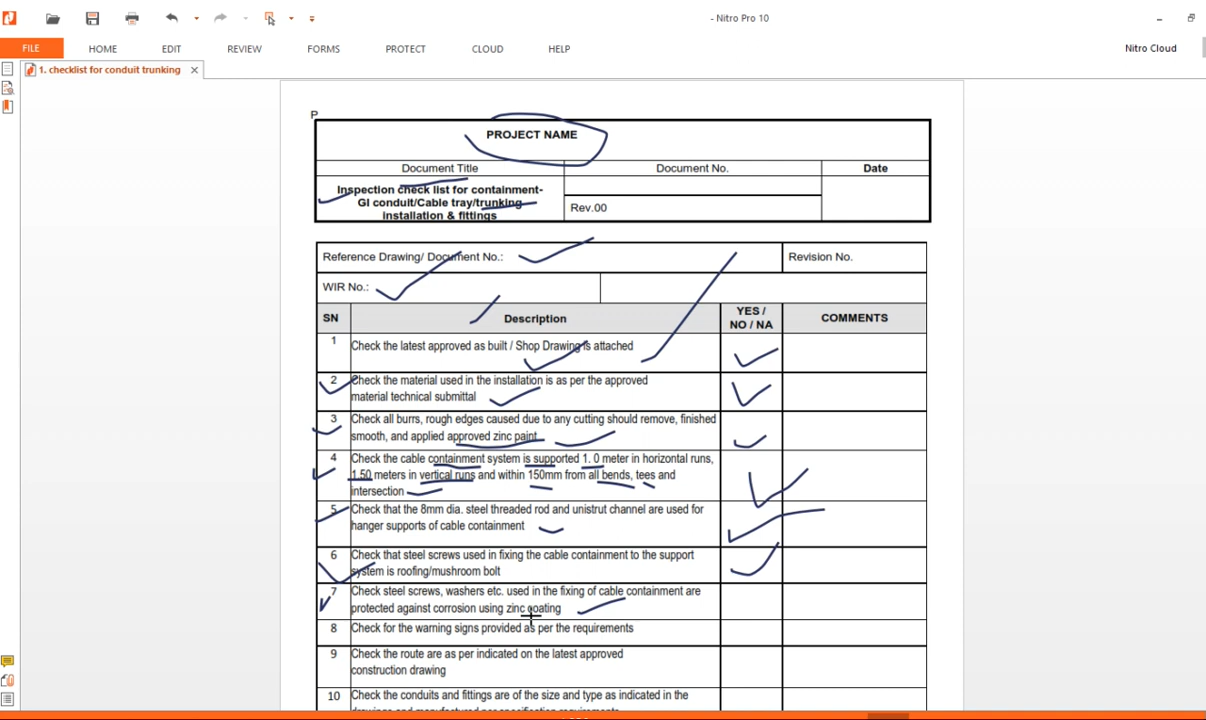 - Nitro Pro 10
FILE HOME EDIT REVIEW FORMS PROTECT CLOUD HELP Nitro Cloud
1. checklist for conduit trunking
P
PROJECT NAME
Document Title Document No. Date
Inspection check list for containment-
GI conduit/Cable tray/trunking
installation & fittings
Rev.00
Reference Drawing/ Document No.: Revision No.
WIR No.:
SN Description YES / NO / NA COMMENTS
1 Check the latest approved as built / Shop Drawing is attached
2 Check the material used in the installation is as per the approved
material technical submittal
3 Check all burrs, rough edges caused due to any cutting should remove, finished
smooth, and applied approved zinc paint
4 Check the cable containment system is supported 1. 0 meter in horizontal runs,
1.50 meters in vertical runs and within 150mm from all bends, tees and
intersection
5 Check that the 8mm dia. steel threaded rod and unistrut channel are used for
hanger supports of cable containment
6 Check that steel screws used in fixing the cable containment to the support
system is roofing/mushroom bolt
7 Check steel screws, washers etc. used in the fixing of cable containment are
protected against corrosion using zinc coating
8 Check for the warning signs provided as per the requirements
9 Check the route are as per indicated on the latest approved
construction drawing
10 Check the conduits and fittings are of the size and type as indicated in the